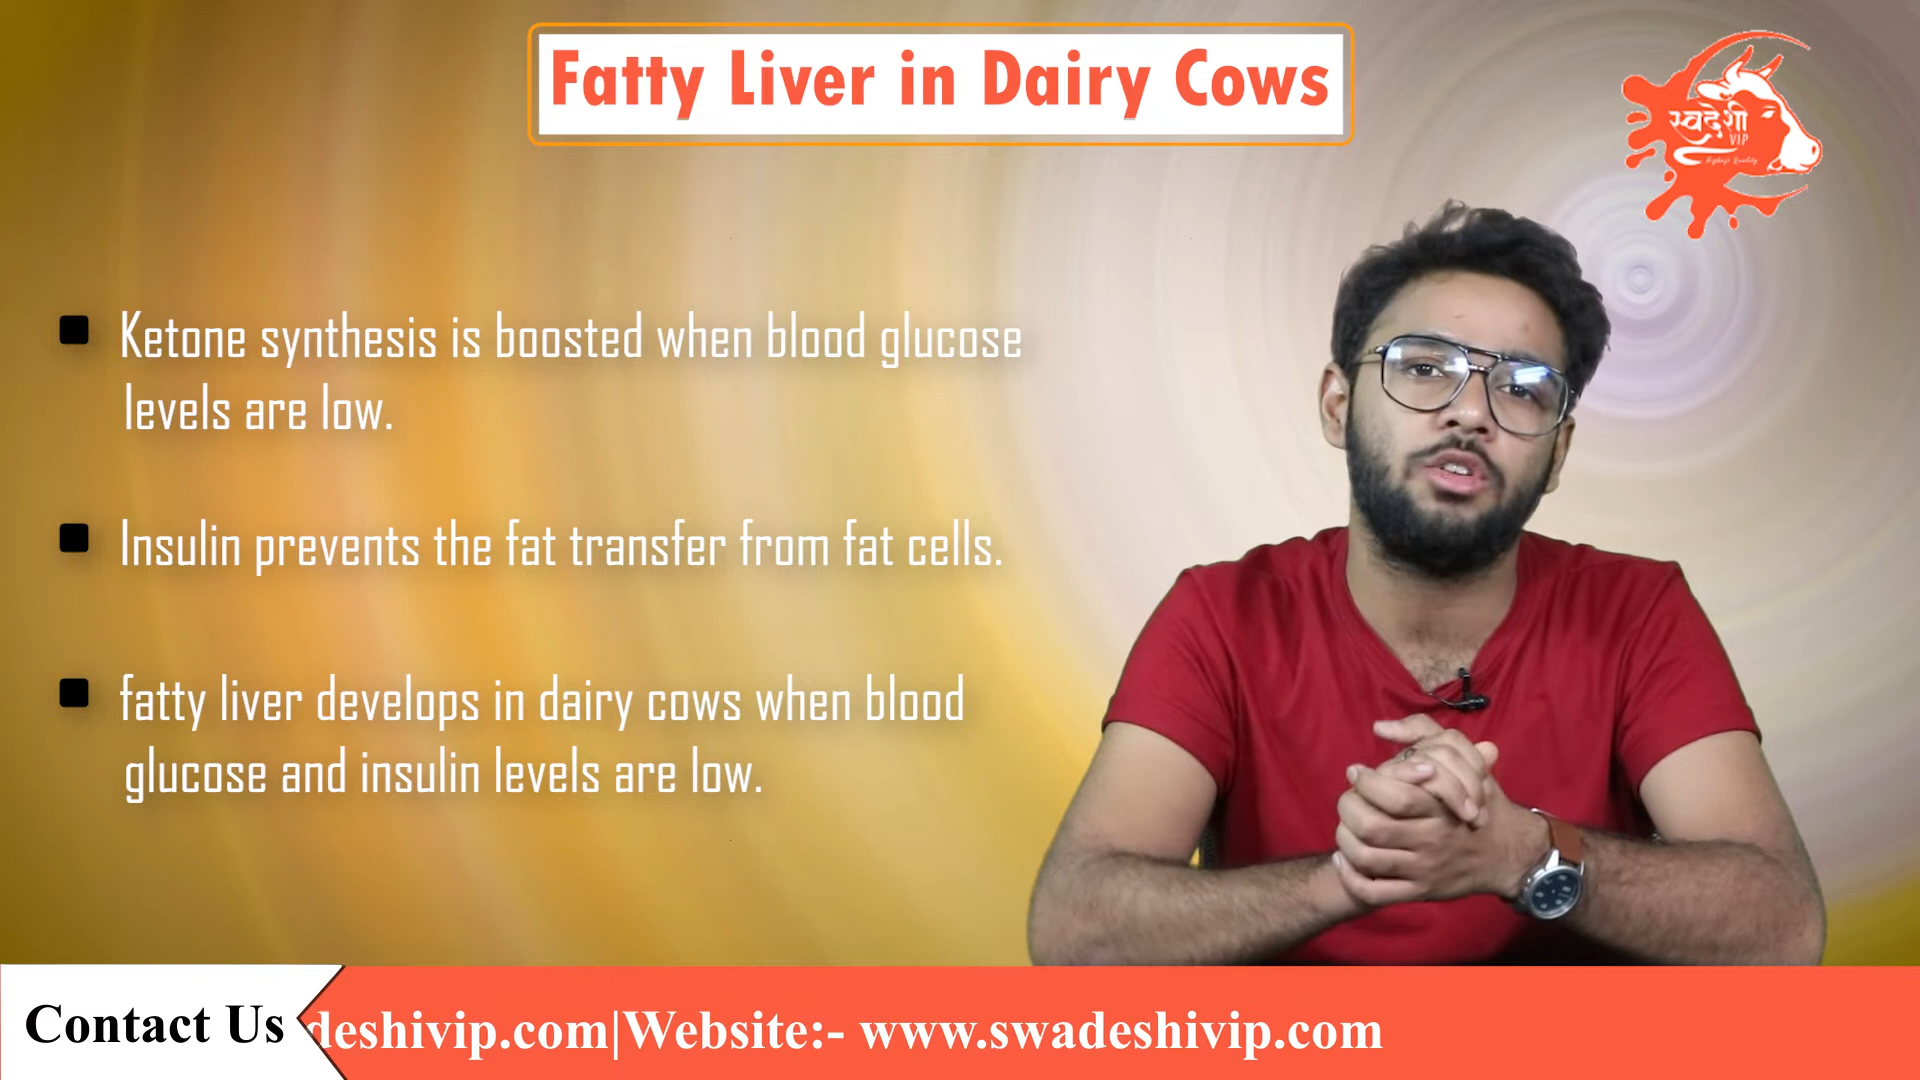 Fatty Liver in Dairy Cows
स्वदेशी
VIP
Highest Quality
Ketone synthesis is boosted when blood glucose
levels are low.
Insulin prevents the fat transfer from fat cells.
fatty liver develops in dairy cows when blood
glucose and insulin levels are low.
Contact Us
deshivip.com|Website:- www.swadeshivip.com